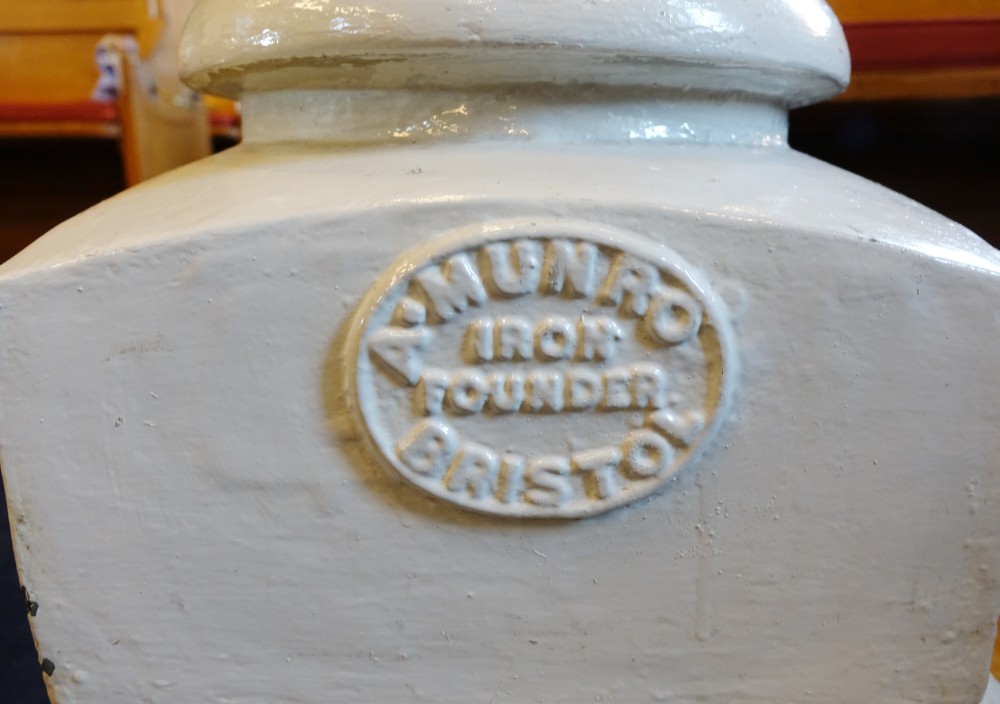 A. MUNRO
IRON
FOUNDER
BRISTOL